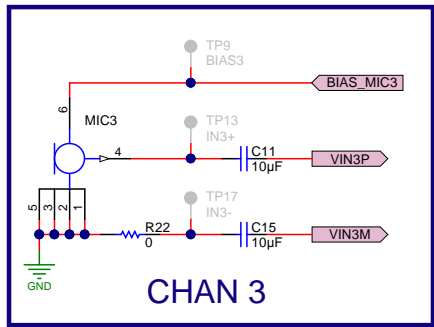 TP9
BIAS3
BIAS_MIC3
6
MIC3
TP13
IN3+
4
C11
10µF
VIN3P
TP17
IN3-
5
3
2
1
R22
0
C15
10µF
VIN3M
GND
CHAN 3